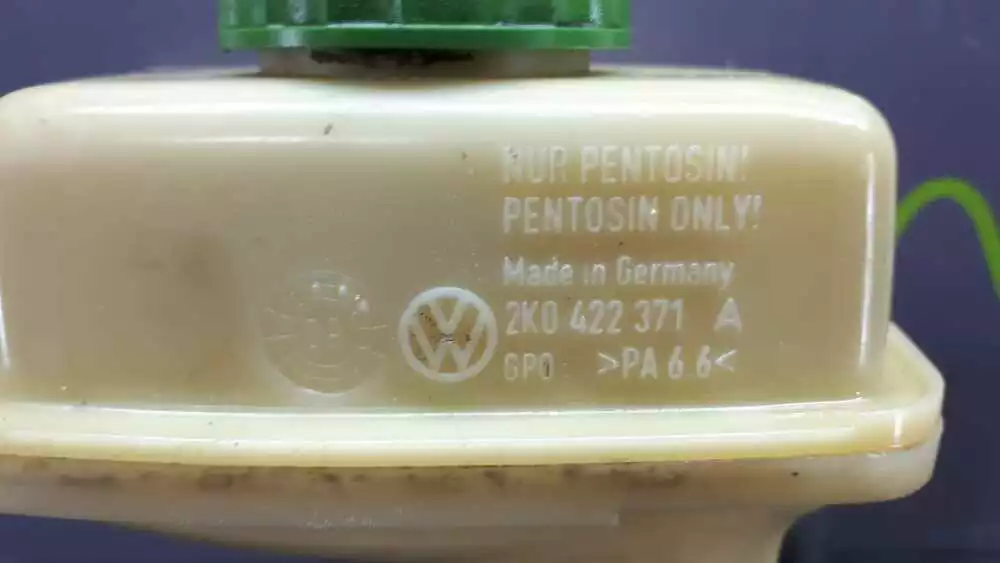 NUR PENTOSIN!
PENTOSIN ONLY!
Made in Germany
2K0 422 371 A
GPO >PA 6.6<